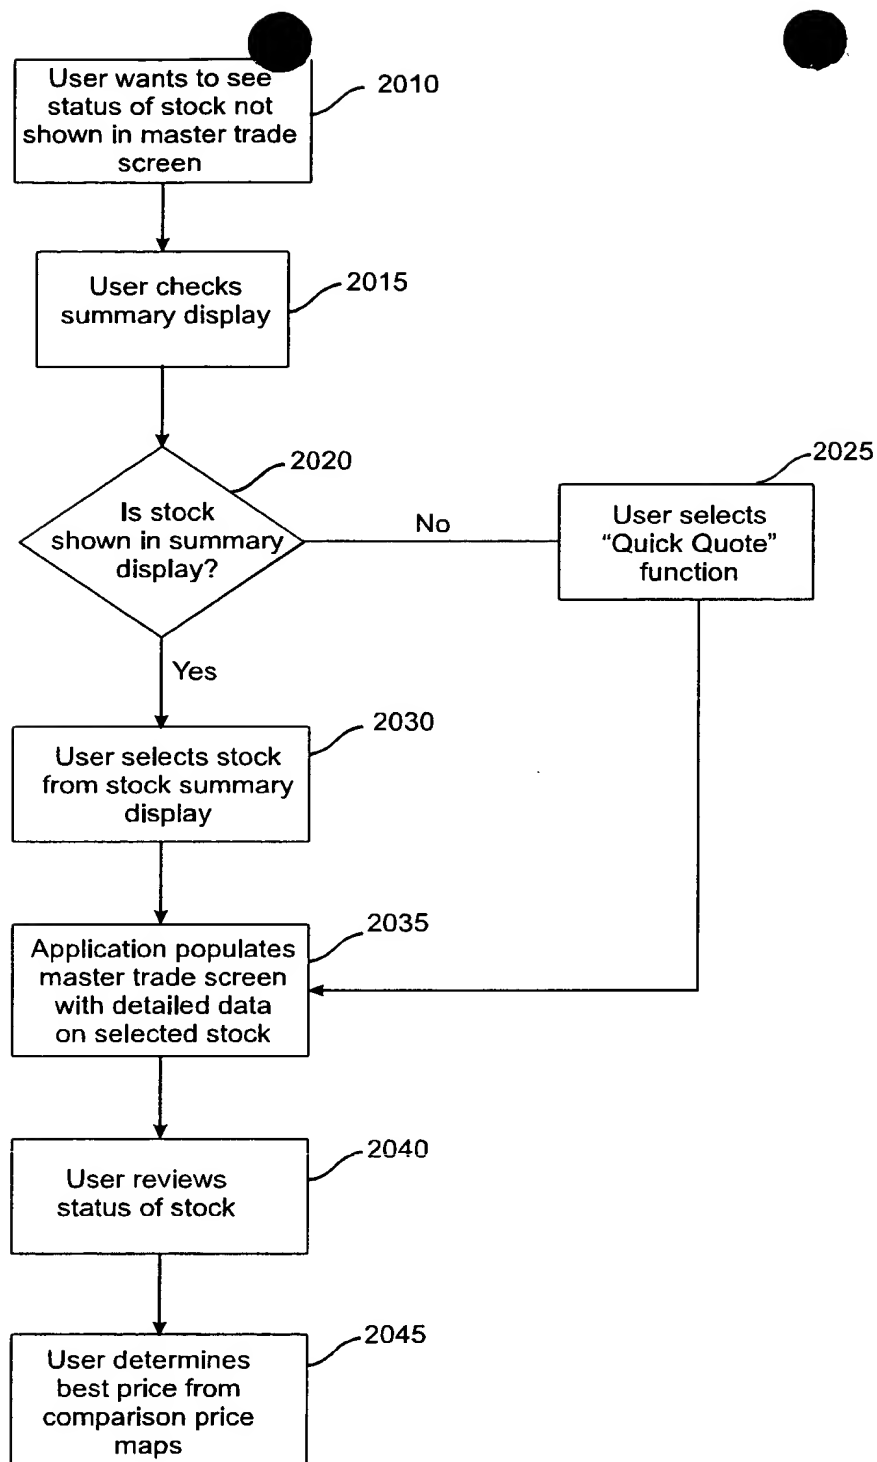 User wants to see
status of stock not
shown in master trade
screen
2010
User checks
summary display
2015
2020
Is stock
shown in summary
display?
No
2025
User selects
“Quick Quote”
function
Yes
2030
User selects stock
from stock summary
display
2035
Application populates
master trade screen
with detailed data
on selected stock
2040
User reviews
status of stock
2045
User determines
best price from
comparison price
maps